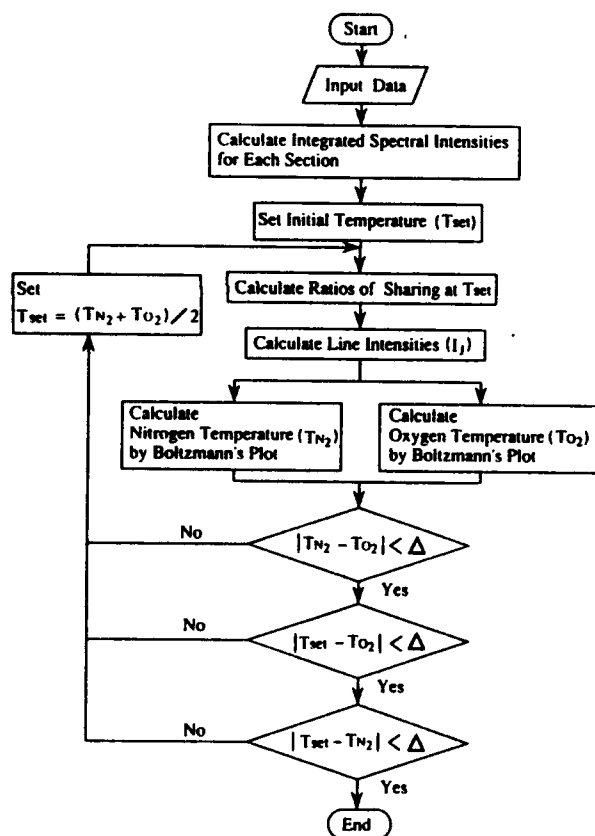 Start
Input Data
Calculate Integrated Spectral Intensities
for Each Section
Set Initial Temperature (Tset)
Set
Tset = (TN2 + TO2) / 2
Calculate Ratios of Sharing at Tset
Calculate Line Intensities (IJ)
Calculate
Nitrogen Temperature (TN2)
by Boltzmann's Plot
Calculate
Oxygen Temperature (TO2)
by Boltzmann's Plot
No
|TN2 - TO2| < Δ
Yes
No
|Tset - TO2| < Δ
Yes
No
|Tset - TN2| < Δ
Yes
End